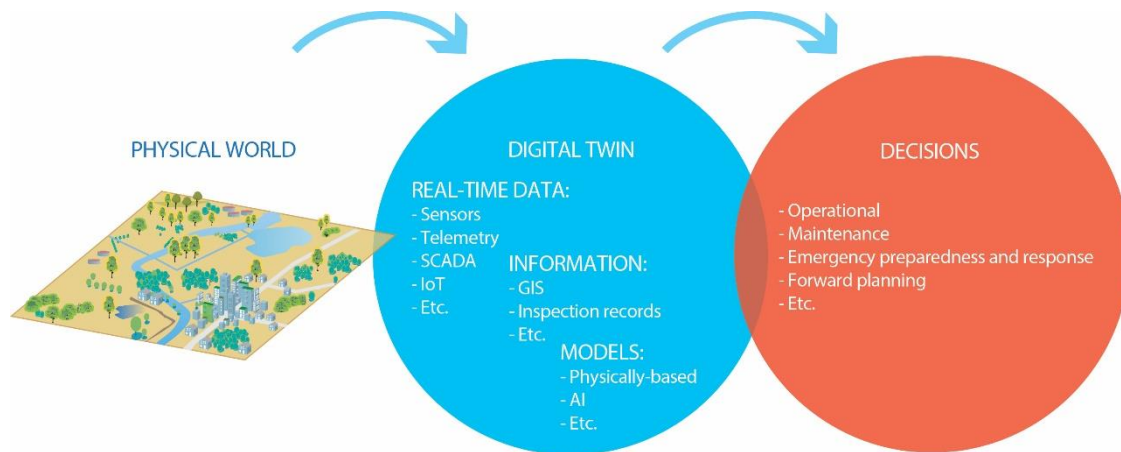 PHYSICAL WORLD
DIGITAL TWIN
REAL-TIME DATA:
- Sensors
- Telemetry
- SCADA
- IoT
- Etc.
INFORMATION:
- GIS
- Inspection records
- Etc.
MODELS:
- Physically-based
- AI
- Etc.
DECISIONS
- Operational
- Maintenance
- Emergency preparedness and response
- Forward planning
- Etc.